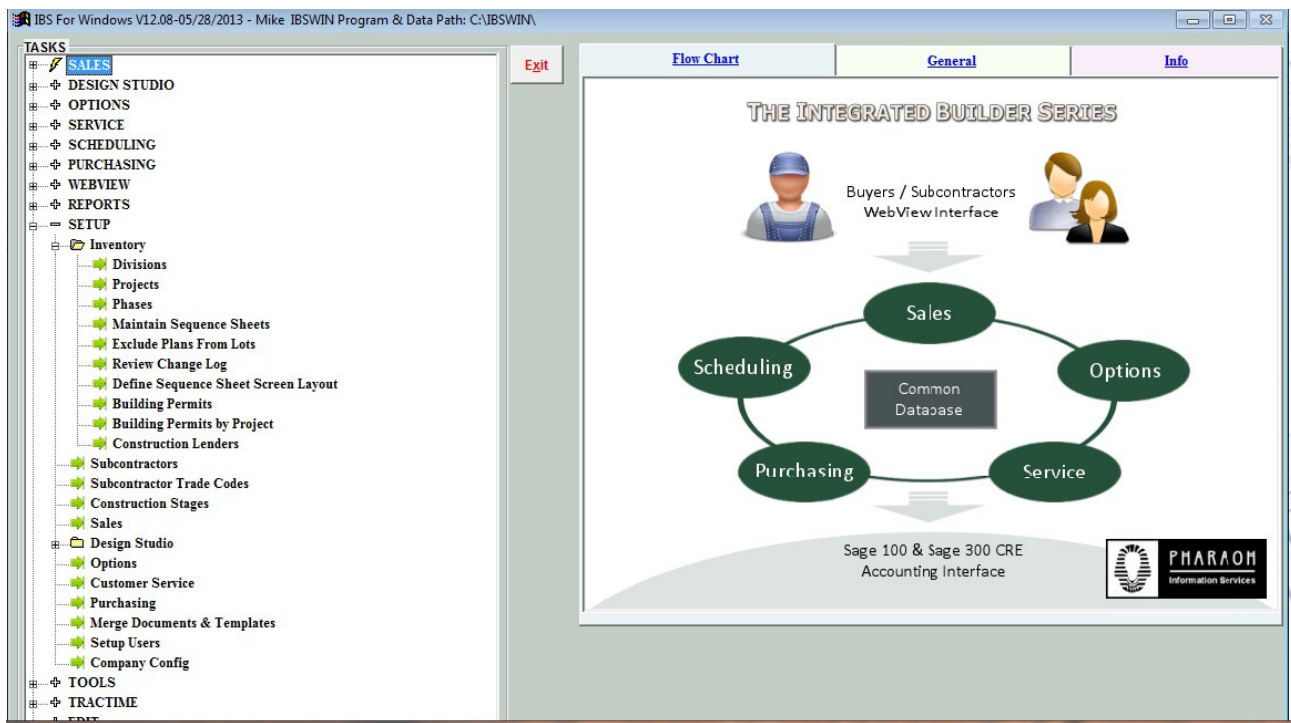 IBS For Windows V12.08-05/28/2013 - Mike IBSWIN Program & Data Path: C:\IBSWIN\
TASKS
SALES
DESIGN STUDIO
OPTIONS
SERVICE
SCHEDULING
PURCHASING
WEBVIEW
REPORTS
SETUP
Inventory
Divisions
Projects
Phases
Maintain Sequence Sheets
Exclude Plans From Lots
Review Change Log
Define Sequence Sheet Screen Layout
Building Permits
Building Permits by Project
Construction Lenders
Subcontractors
Subcontractor Trade Codes
Construction Stages
Sales
Design Studio
Options
Customer Service
Purchasing
Merge Documents & Templates
Setup Users
Company Config
TOOLS
TRACTIME
EDIT
Exit
Flow Chart
General
Info
THE INTEGRATED BUILDER SERIES
Buyers / Subcontractors
WebView Interface
Sales
Scheduling
Options
Common
Database
Purchasing
Service
Sage 100 & Sage 300 CRE
Accounting Interface
PHARAOH
Information Services